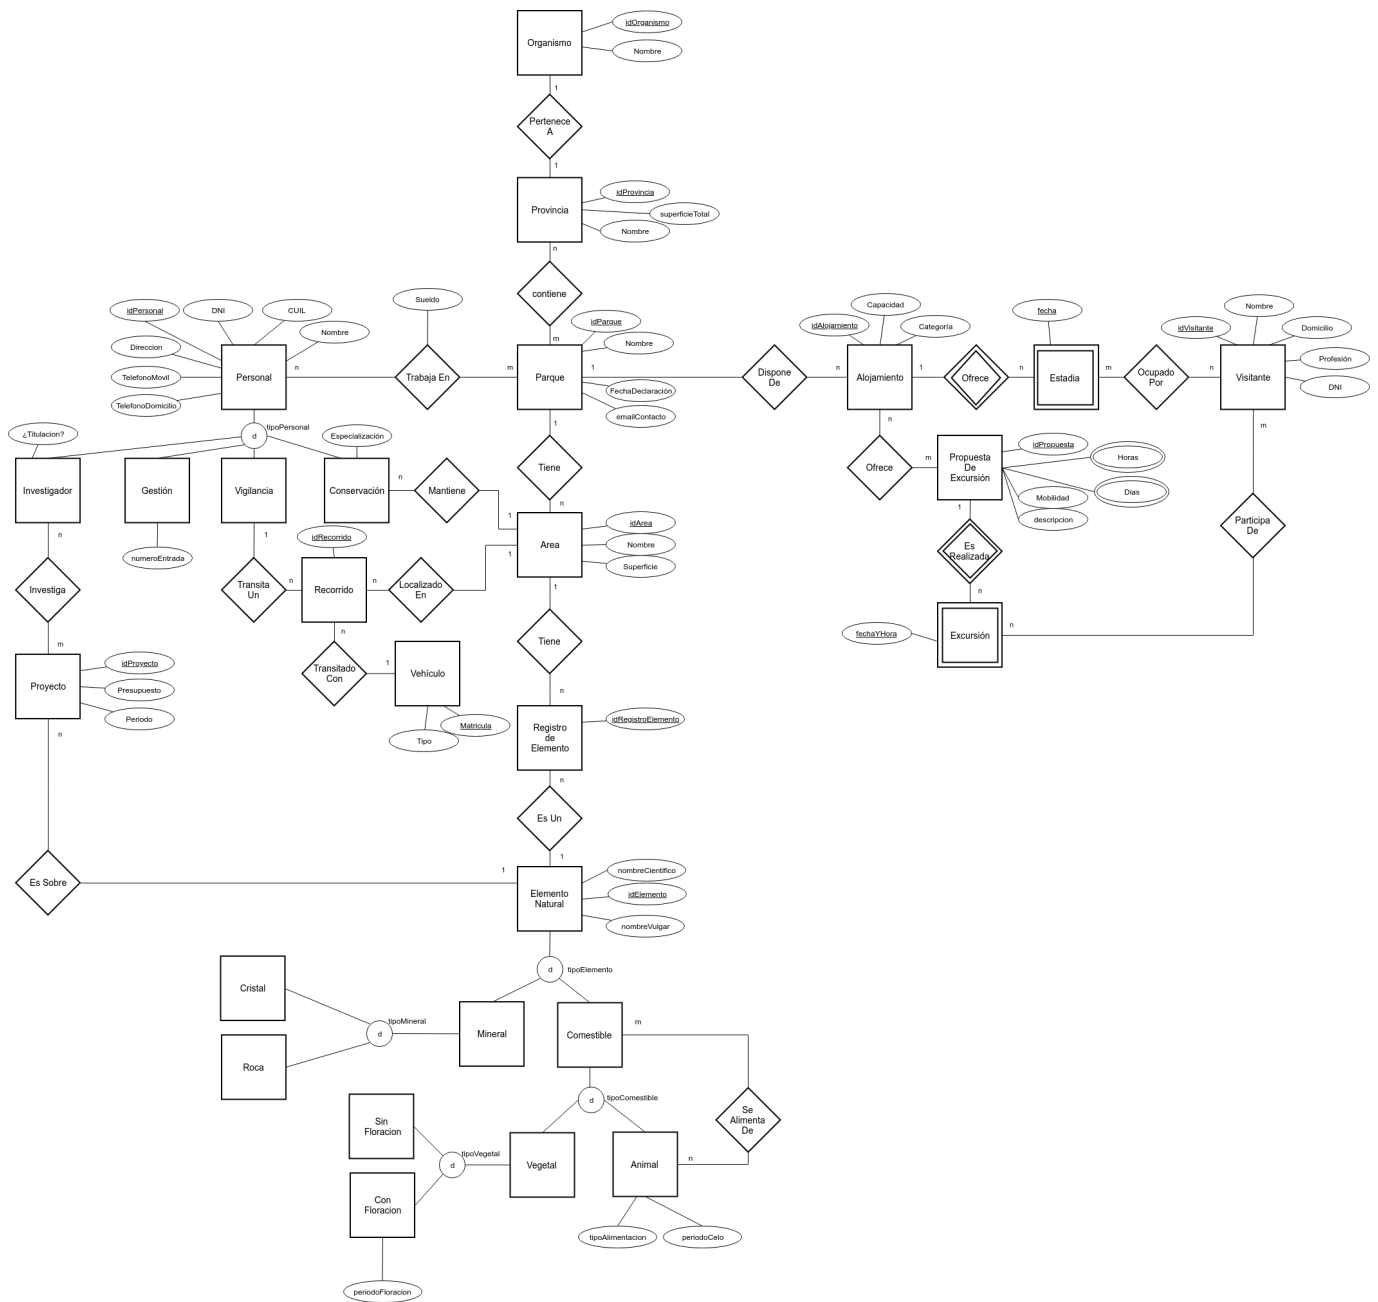 idOrganismo
Organismo
Nombre
1
Pertenece
A
1
idProvincia
Provincia
superficieTotal
Nombre
n
contiene
m
Sueldo
idPersonal
DNI
CUIL
Nombre
Direccion
TelefonoMovil
TelefonoDomicilio
Personal
n
Trabaja En
m
Parque
idParque
Nombre
FechaDeclaración
emailContacto
1
Dispone
De
n
Alojamiento
idAlojamiento
Capacidad
Categoría
1
Ofrece
n
Estadia
fecha
m
Ocupado
Por
n
Visitante
idVisitante
Nombre
Domicilio
Profesión
DNI
d
tipoPersonal
¿Titulacion?
Especialización
Investigador
Gestión
Vigilancia
Conservación
n
Mantiene
1
1
Tiene
n
n
Ofrece
m
Propuesta
De
Excursión
idPropuesta
Horas
Dias
Mobilidad
descripcion
m
Participa
De
n
1
Es
Realizada
n
Excursión
fechaYHora
numeroEntrada
idRecorrido
Area
idArea
Nombre
Superficie
n
Investiga
m
1
Transita
Un
n
Recorrido
n
Localizado
En
1
1
Tiene
n
n
Transitado
Con
1
Vehículo
Tipo
Matricula
Proyecto
idProyecto
Presupuesto
Periodo
n
Registro
de
Elemento
idRegistroElemento
n
Es Un
1
Es Sobre
1
Elemento
Natural
nombreCientifico
idElemento
nombreVulgar
d
tipoElemento
Cristal
Roca
d
tipoMineral
Mineral
Comestible
m
Se
Alimenta
De
n
d
tipoComestible
Sin
Floracion
Con
Floracion
d
tipoVegetal
Vegetal
Animal
tipoAlimentacion
periodoCelo
periodoFloracion